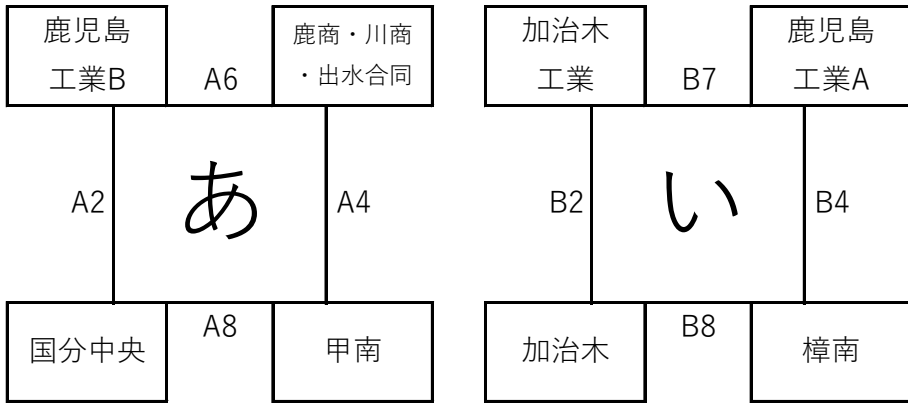 鹿児島
工業B
A6
鹿商・川商
・出水合同
A2
あ
A4
国分中央
A8
甲南
加治木
工業
B7
鹿児島
工業A
B2
い
B4
加治木
B8
樟南